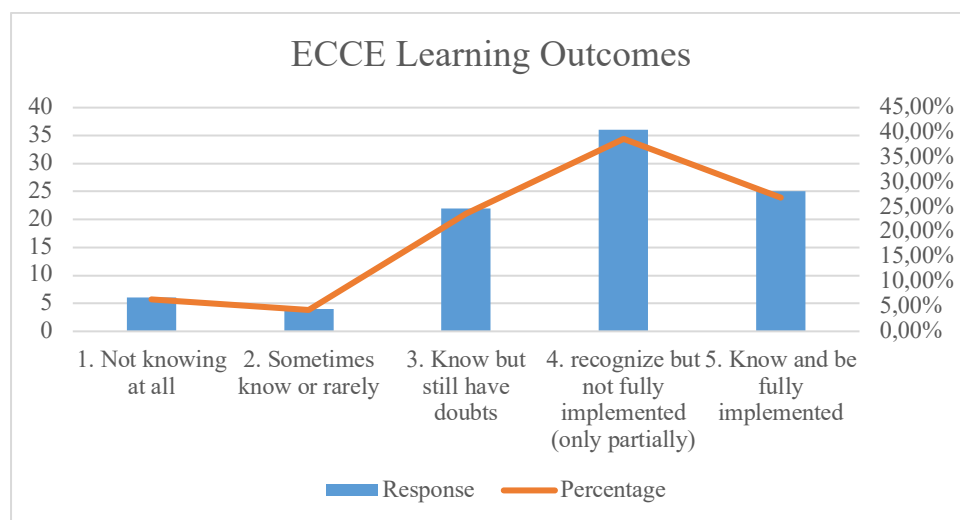 ECCE Learning Outcomes
40
35
30
25
20
15
10
5
0
45,00%
40,00%
35,00%
30,00%
25,00%
20,00%
15,00%
10,00%
5,00%
0,00%
1. Not knowing
at all
2. Sometimes
know or rarely
3. Know but
still have
doubts
4. recognize but
not fully
implemented
(only partially)
5. Know and be
fully
implemented
Response
Percentage